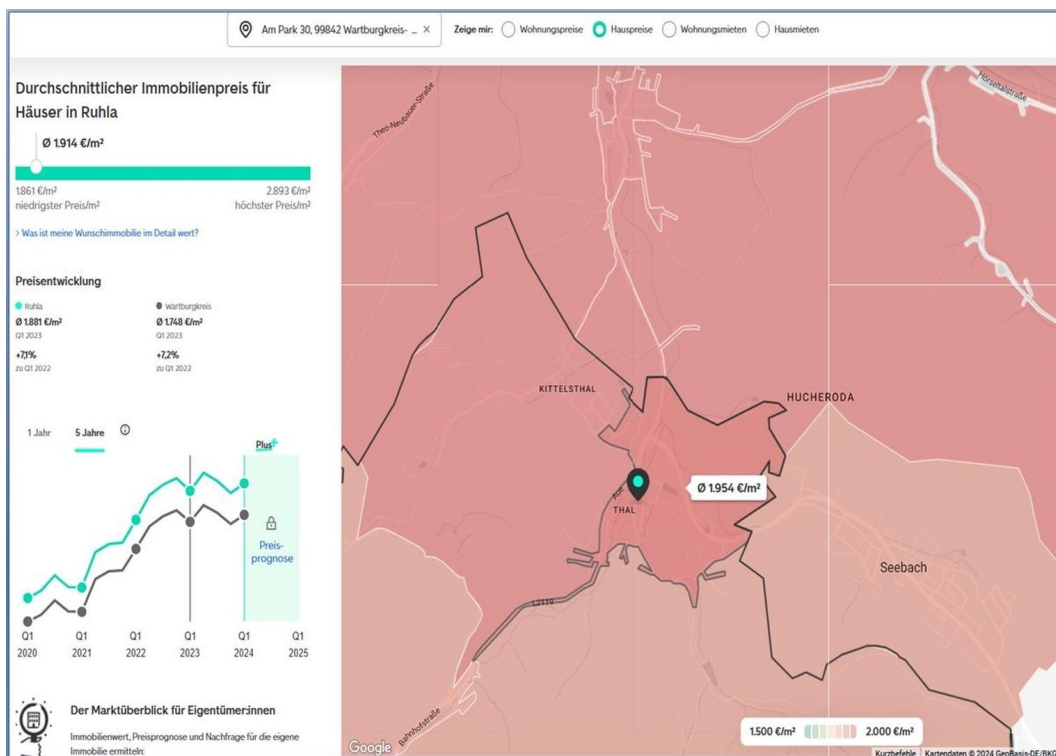 Am Park 30, 99842 Wartburgkreis- ... ×
Zeige mir: Wohnungspreise Hauspreise Wohnungsmieten Hausmieten
Durchschnittlicher Immobilienpreis für
Häuser in Ruhla
Ø 1.914 €/m²
1.861 €/m² 2.893 €/m²
niedrigster Preis/m² höchster Preis/m²
> Was ist meine Wunschimmobilie im Detail wert?
Preisentwicklung
Ruhla Wartburgkreis
Ø 1.881 €/m² Ø 1.748 €/m²
Q1 2023 Q1 2023
+7,1% +7,2%
zu Q1 2022 zu Q1 2022
1 Jahr 5 Jahre
Plus+
Preis-
prognose
Q1 Q1 Q1 Q1 Q1 Q1
2020 2021 2022 2023 2024 2025
Der Marktüberblick für Eigentümer:innen
Immobilienwert, Preisprognose und Nachfrage für die eigene
Immobilie ermitteln:
Theo-Neubauer-Straße
Hörseltalstraße
KITTELSTHAL
HUCHERODA
Ø 1.954 €/m²
THAL
Seebach
L2119
Bahnhofstraße
1.500 €/m² 2.000 €/m²
Google
Kurzbefehle Kartendaten © 2024 GeoBasis-DE/BKG